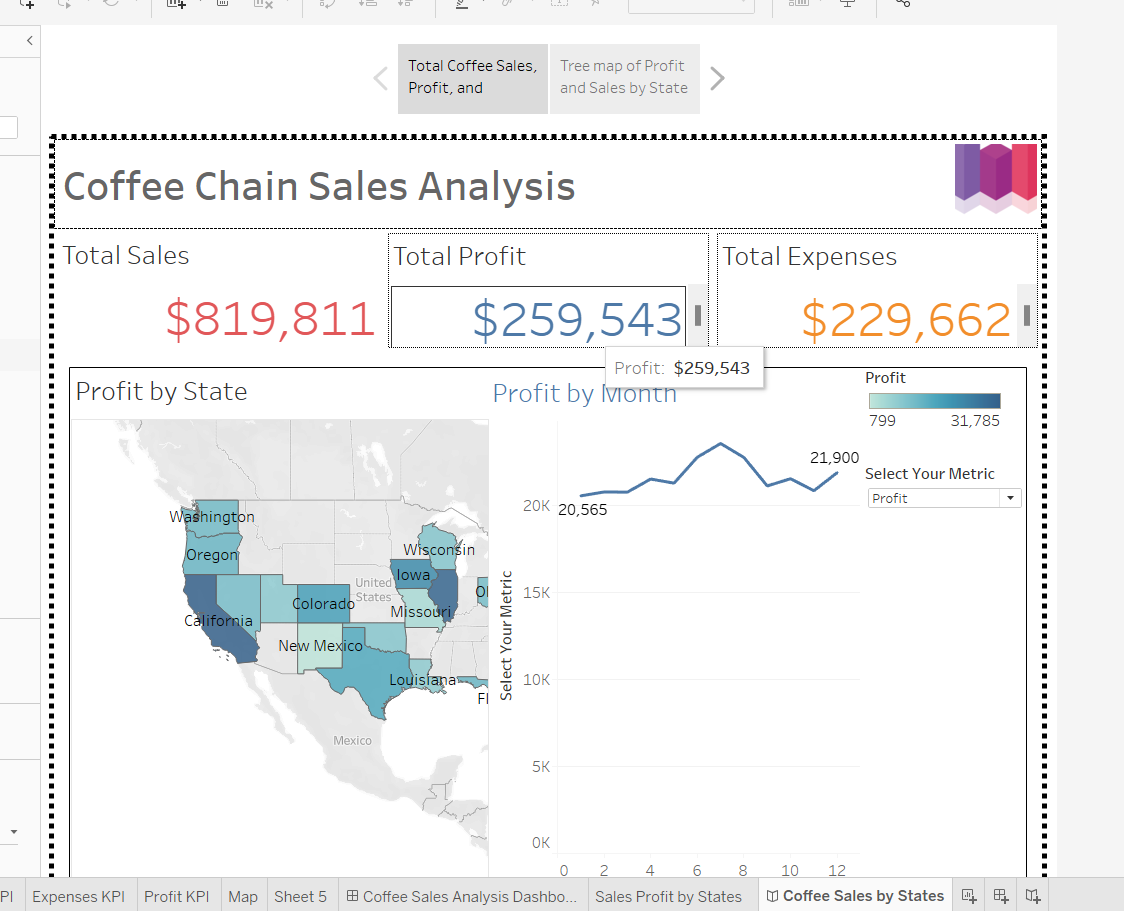 Total Coffee Sales,
Profit, and
Tree map of Profit
and Sales by State
Coffee Chain Sales Analysis
Total Sales
$819,811
Total Profit
$259,543
Total Expenses
$229,662
Profit: $259,543
Profit by State
Washington
Oregon
California
Colorado
New Mexico
Wisconsin
Iowa
Missouri
Louisiana
United
States
Mexico
Ol
Fl
Profit by Month
21,900
20,565
20K
15K
10K
5K
0K
Select Your Metric
0 2 4 6 8 10 12
Profit
799 31,785
Select Your Metric
Profit
PI
Expenses KPI
Profit KPI
Map
Sheet 5
Coffee Sales Analysis Dashbo...
Sales Profit by States
Coffee Sales by States